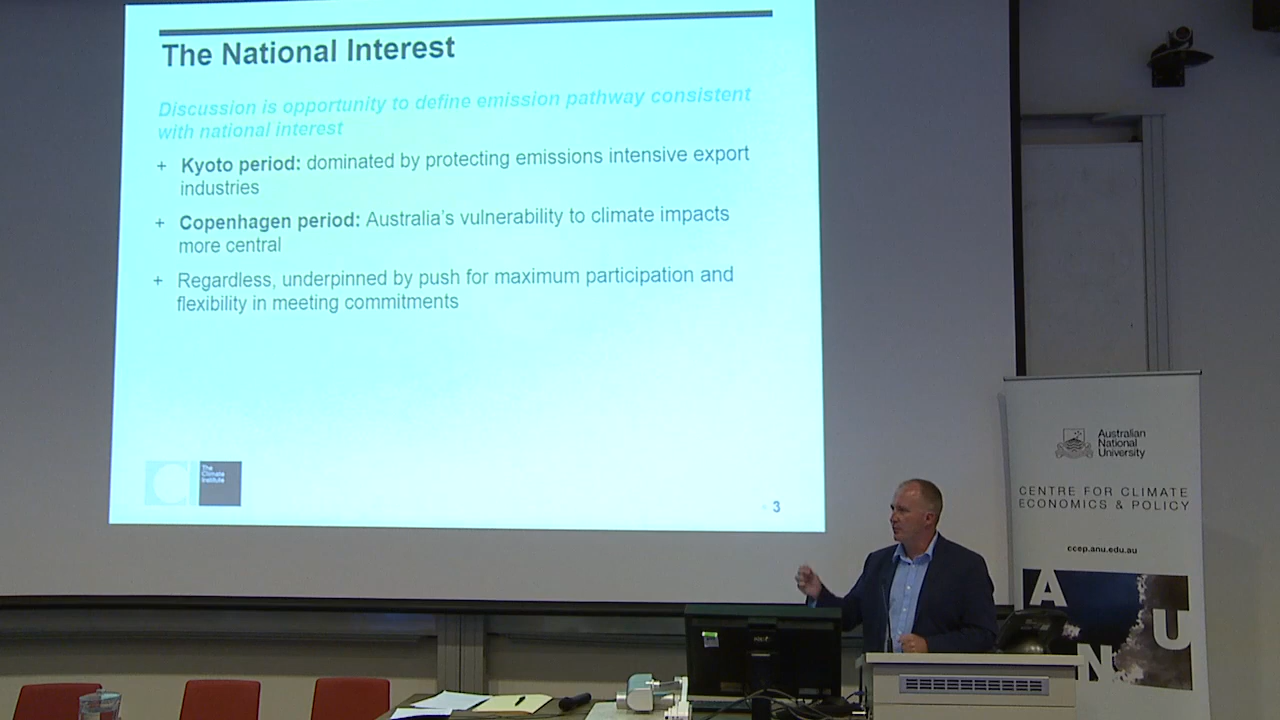 The National Interest
Discussion is opportunity to define emission pathway consistent
with national interest
+ Kyoto period: dominated by protecting emissions intensive export
industries
+ Copenhagen period: Australia's vulnerability to climate impacts
more central
+ Regardless, underpinned by push for maximum participation and
flexibility in meeting commitments
The
Climate
Institute
3
Australian
National
University
CENTRE FOR CLIMATE
ECONOMICS & POLICY
ccep.anu.edu.au
A
N
U